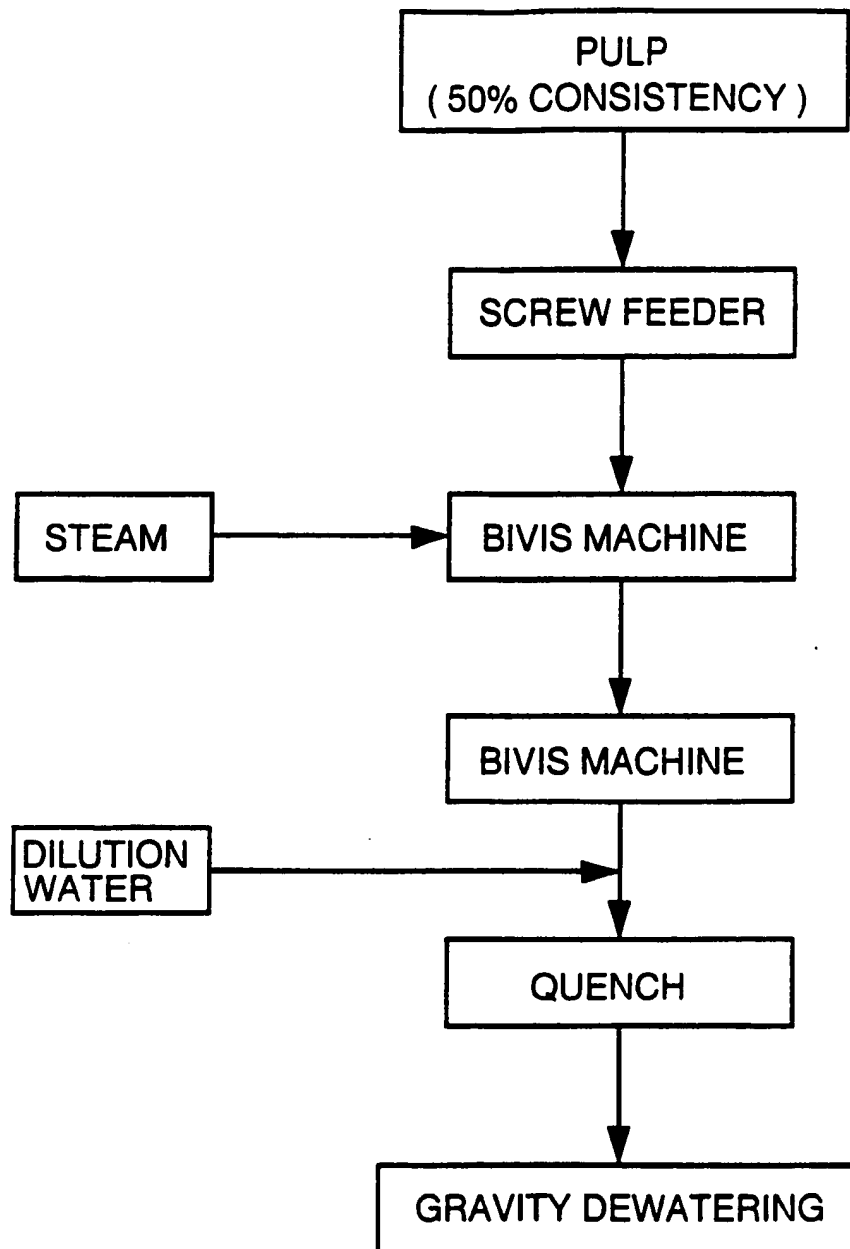 PULP
( 50% CONSISTENCY )
SCREW FEEDER
STEAM
BIVIS MACHINE
BIVIS MACHINE
DILUTION
WATER
QUENCH
GRAVITY DEWATERING